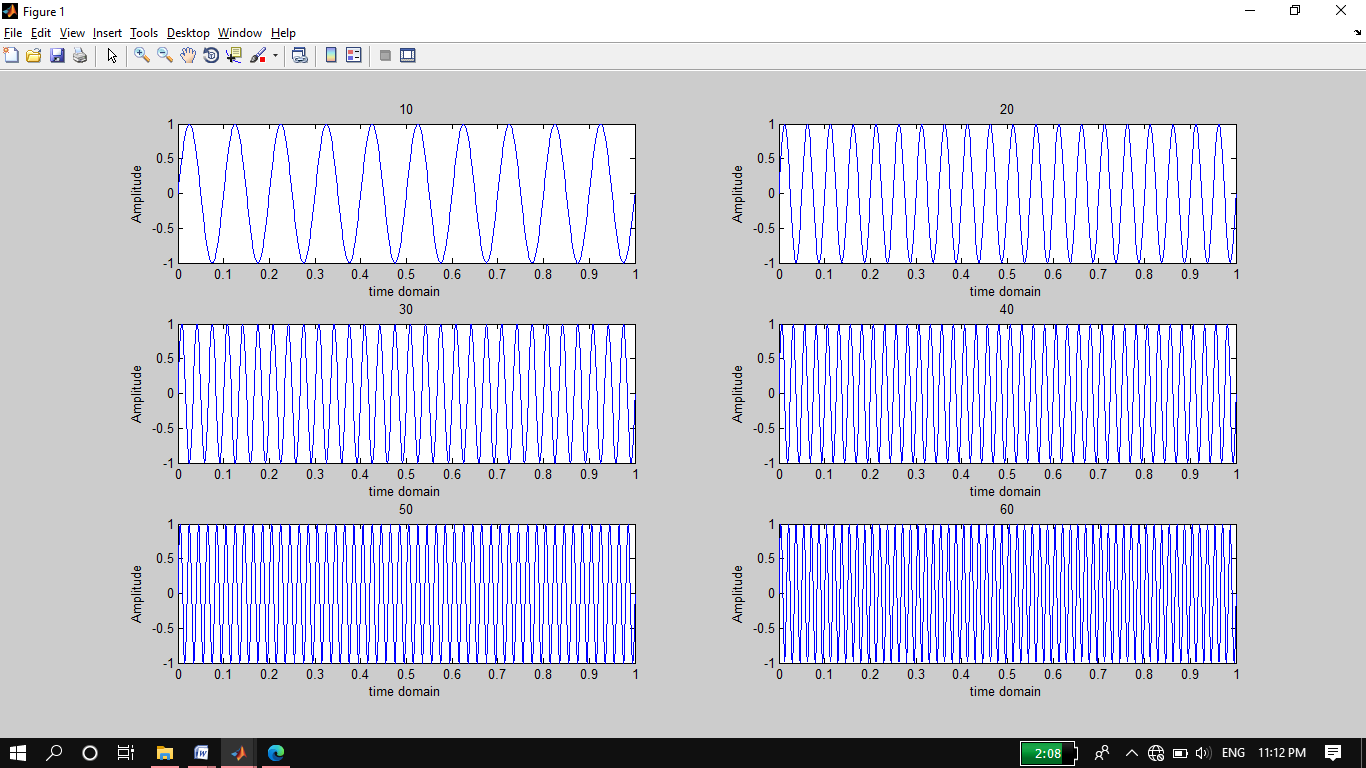 Figure 1
File Edit View Insert Tools Desktop Window Help
10
Amplitude
1
0.5
0
-0.5
-1
0 0.1 0.2 0.3 0.4 0.5 0.6 0.7 0.8 0.9 1
time domain
20
Amplitude
1
0.5
0
-0.5
-1
0 0.1 0.2 0.3 0.4 0.5 0.6 0.7 0.8 0.9 1
time domain
30
Amplitude
1
0.5
0
-0.5
-1
0 0.1 0.2 0.3 0.4 0.5 0.6 0.7 0.8 0.9 1
time domain
40
Amplitude
1
0.5
0
-0.5
-1
0 0.1 0.2 0.3 0.4 0.5 0.6 0.7 0.8 0.9 1
time domain
50
Amplitude
1
0.5
0
-0.5
-1
0 0.1 0.2 0.3 0.4 0.5 0.6 0.7 0.8 0.9 1
time domain
60
Amplitude
1
0.5
0
-0.5
-1
0 0.1 0.2 0.3 0.4 0.5 0.6 0.7 0.8 0.9 1
time domain
2:08 ENG 11:12 PM